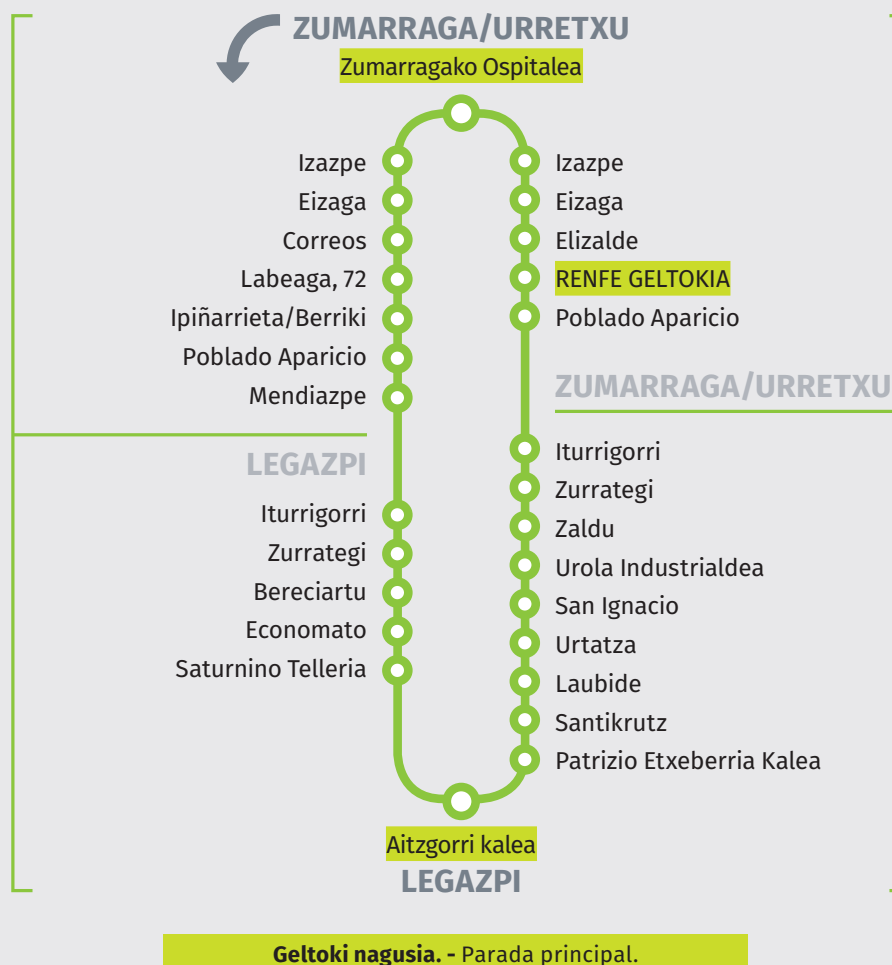 ZUMARRAGA/URRETXU
Zumarragako Ospitalea
Izazpe
Eizaga
Correos
Labeaga, 72
Ipiñarrieta/Berriki
Poblado Aparicio
Mendiazpe
LEGAZPI
Iturrigorri
Zurrategi
Bereciartu
Economato
Saturnino Telleria
Izazpe
Eizaga
Elizalde
RENFE GELTOKIA
Poblado Aparicio
ZUMARRAGA/URRETXU
Iturrigorri
Zurrategi
Zaldu
Urola Industrialdea
San Ignacio
Urtatza
Laubide
Santikrutz
Patrizio Etxeberria Kalea
Aitzgorri kalea
LEGAZPI
Geltoki nagusia. - Parada principal.